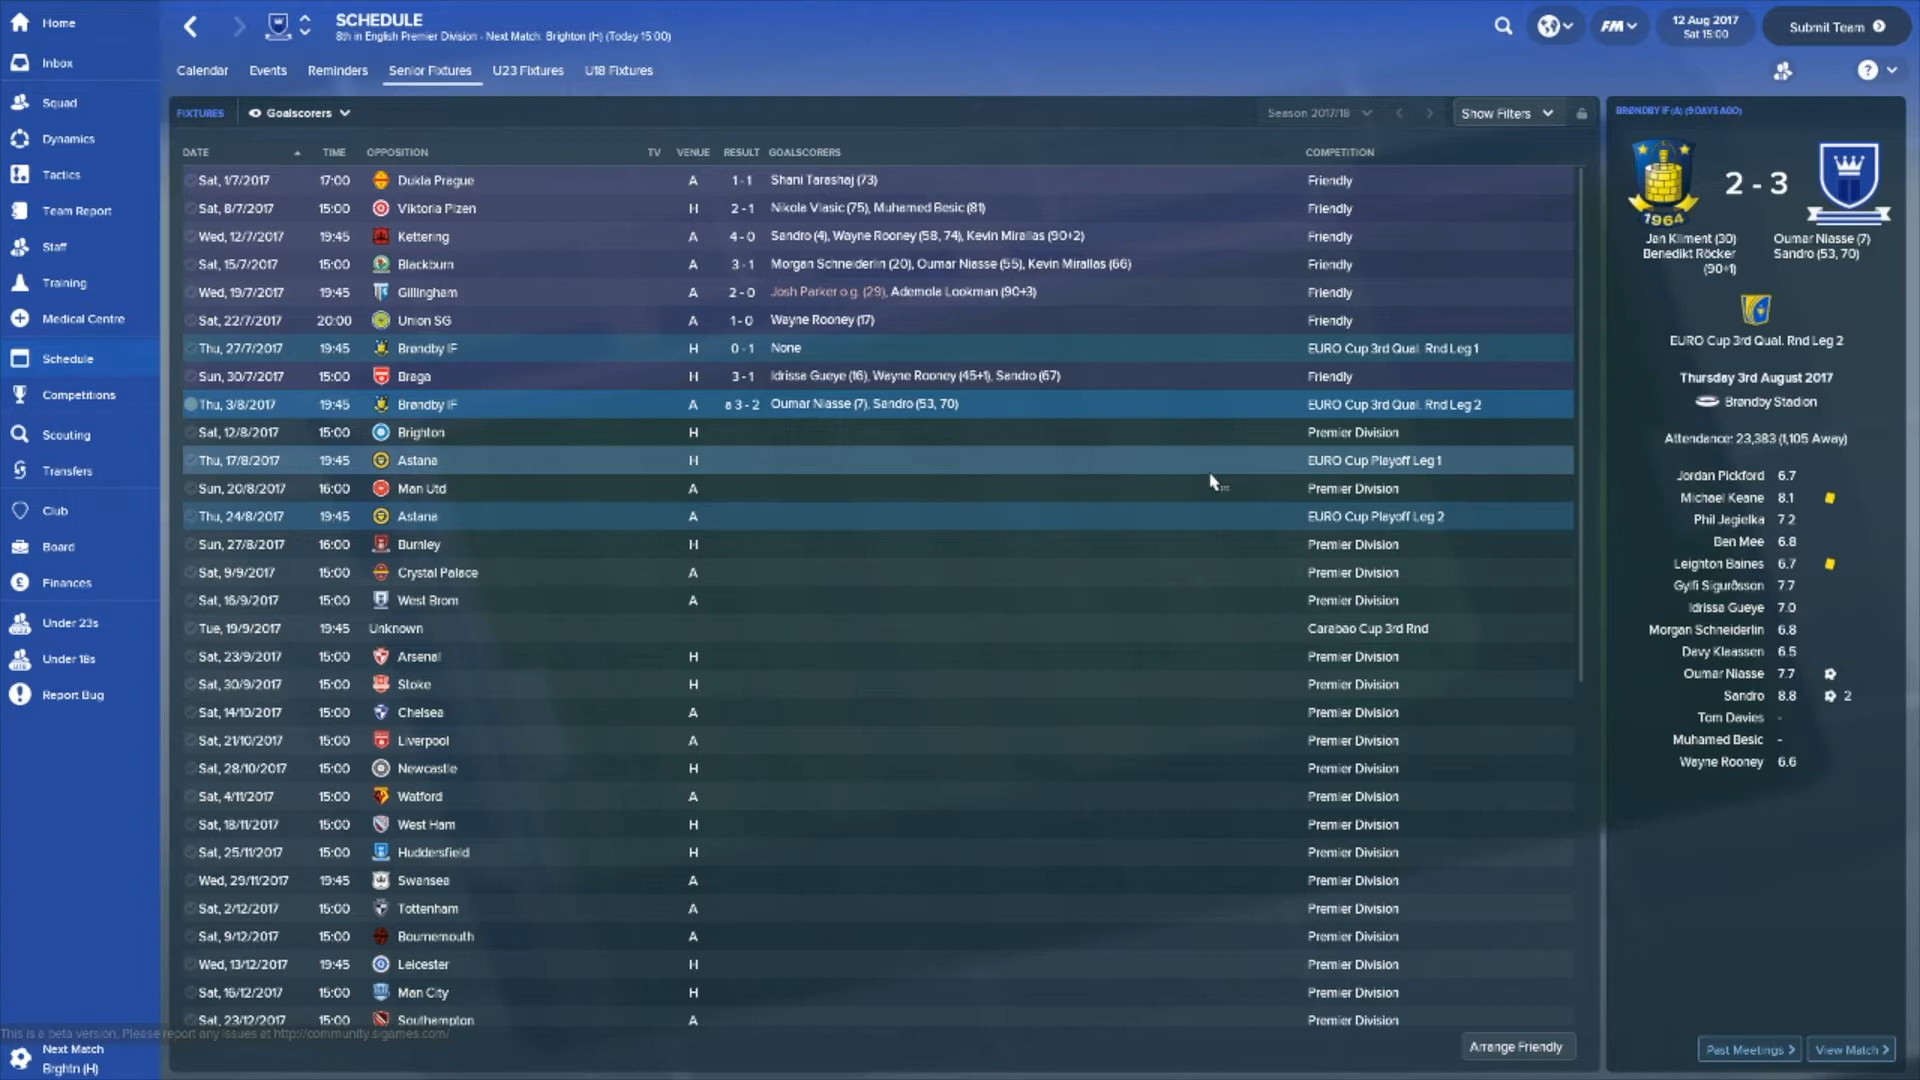 Home
Inbox
Squad
Dynamics
Tactics
Team Report
Staff
Training
Medical Centre
Schedule
Competitions
Scouting
Transfers
Club
Board
Finances
Under 23s
Under 18s
Report Bug
SCHEDULE
8th in English Premier Division - Next Match: Brighton (H) (Today 15:00)
FM
12 Aug 2017
Sat 15:00
Submit Team
Calendar Events Reminders Senior Fixtures U23 Fixtures U18 Fixtures
?
FIXTURES Goalscorers Season 2017/18 Show Filters
DATE TIME OPPOSITION TV VENUE RESULT GOALSCORERS COMPETITION
Sat, 1/7/2017 17:00 Dukla Prague A 1 - 1 Shani Tarashaj (73) Friendly
Sat, 8/7/2017 15:00 Viktoria Plzen H 2 - 1 Nikola Vlasic (75), Muhamed Besic (81) Friendly
Wed, 12/7/2017 19:45 Kettering A 4 - 0 Sandro (4), Wayne Rooney (58, 74), Kevin Mirallas (90+2) Friendly
Sat, 15/7/2017 15:00 Blackburn A 3 - 1 Morgan Schneiderlin (20), Oumar Niasse (55), Kevin Mirallas (66) Friendly
Wed, 19/7/2017 19:45 Gillingham A 2 - 0 Josh Parker o.g. (29), Ademola Lookman (90+3) Friendly
Sat, 22/7/2017 20:00 Union SG A 1 - 0 Wayne Rooney (17) Friendly
Thu, 27/7/2017 19:45 Brøndby IF H 0 - 1 None EURO Cup 3rd Qual. Rnd Leg 1
Sun, 30/7/2017 15:00 Braga H 3 - 1 Idrissa Gueye (16), Wayne Rooney (45+1), Sandro (67) Friendly
Thu, 3/8/2017 19:45 Brøndby IF A a 3 - 2 Oumar Niasse (7), Sandro (53, 70) EURO Cup 3rd Qual. Rnd Leg 2
Sat, 12/8/2017 15:00 Brighton H Premier Division
Thu, 17/8/2017 19:45 Astana H EURO Cup Playoff Leg 1
Sun, 20/8/2017 16:00 Man Utd A Premier Division
Thu, 24/8/2017 19:45 Astana A EURO Cup Playoff Leg 2
Sun, 27/8/2017 16:00 Burnley H Premier Division
Sat, 9/9/2017 15:00 Crystal Palace A Premier Division
Sat, 16/9/2017 15:00 West Brom A Premier Division
Tue, 19/9/2017 19:45 Unknown Carabao Cup 3rd Rnd
Sat, 23/9/2017 15:00 Arsenal H Premier Division
Sat, 30/9/2017 15:00 Stoke H Premier Division
Sat, 14/10/2017 15:00 Chelsea A Premier Division
Sat, 21/10/2017 15:00 Liverpool A Premier Division
Sat, 28/10/2017 15:00 Newcastle H Premier Division
Sat, 4/11/2017 15:00 Watford A Premier Division
Sat, 18/11/2017 15:00 West Ham H Premier Division
Sat, 25/11/2017 15:00 Huddersfield H Premier Division
Wed, 29/11/2017 19:45 Swansea A Premier Division
Sat, 2/12/2017 15:00 Tottenham A Premier Division
Sat, 9/12/2017 15:00 Bournemouth A Premier Division
Wed, 13/12/2017 19:45 Leicester H Premier Division
Sat, 16/12/2017 15:00 Man City H Premier Division
Sat, 23/12/2017 15:00 Southampton A Premier Division
This is a beta version. Please report any issues at http://community.sigames.com/
Next Match
Brghtn (H)
Arrange Friendly
BRØNDBY IF (A) (9 DAYS AGO)
1964
2 - 3
Jan Kliment (30)
Benedikt Röcker
(90+1)
Oumar Niasse (7)
Sandro (53, 70)
EURO Cup 3rd Qual. Rnd Leg 2
Thursday 3rd August 2017
Brøndby Stadion
Attendance: 23,383 (1,105 Away)
Jordan Pickford 6.7
Michael Keane 8.1
Phil Jagielka 7.2
Ben Mee 6.8
Leighton Baines 6.7
Gylfi Sigurðsson 7.7
Idrissa Gueye 7.0
Morgan Schneiderlin 6.8
Davy Klaassen 6.5
Oumar Niasse 7.7
Sandro 8.8 2
Tom Davies -
Muhamed Besic -
Wayne Rooney 6.6
Past Meetings > View Match >